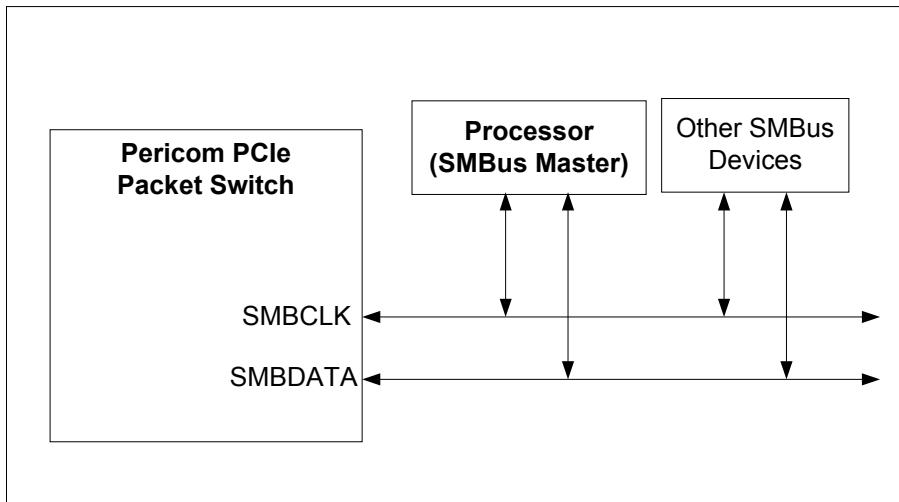 Pericom PCIe
Packet Switch
Processor
(SMBus Master)
Other SMBus
Devices
SMBCLK
SMBDATA